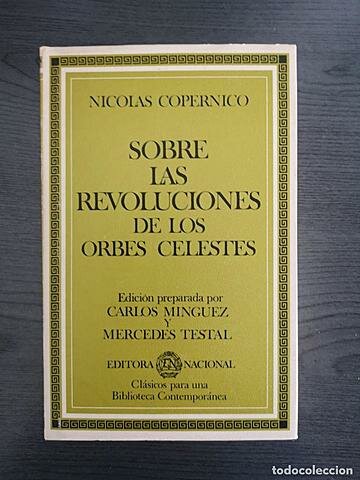 NICOLAS COPERNICO
SOBRE
LAS
REVOLUCIONES
DE LOS
ORBES CELESTES
Edición preparada por
CARLOS MINGUEZ
Y
MERCEDES TESTAL
EDITORA EN NACIONAL
Clásicos para una
Biblioteca Contemporánea
todocoleccion